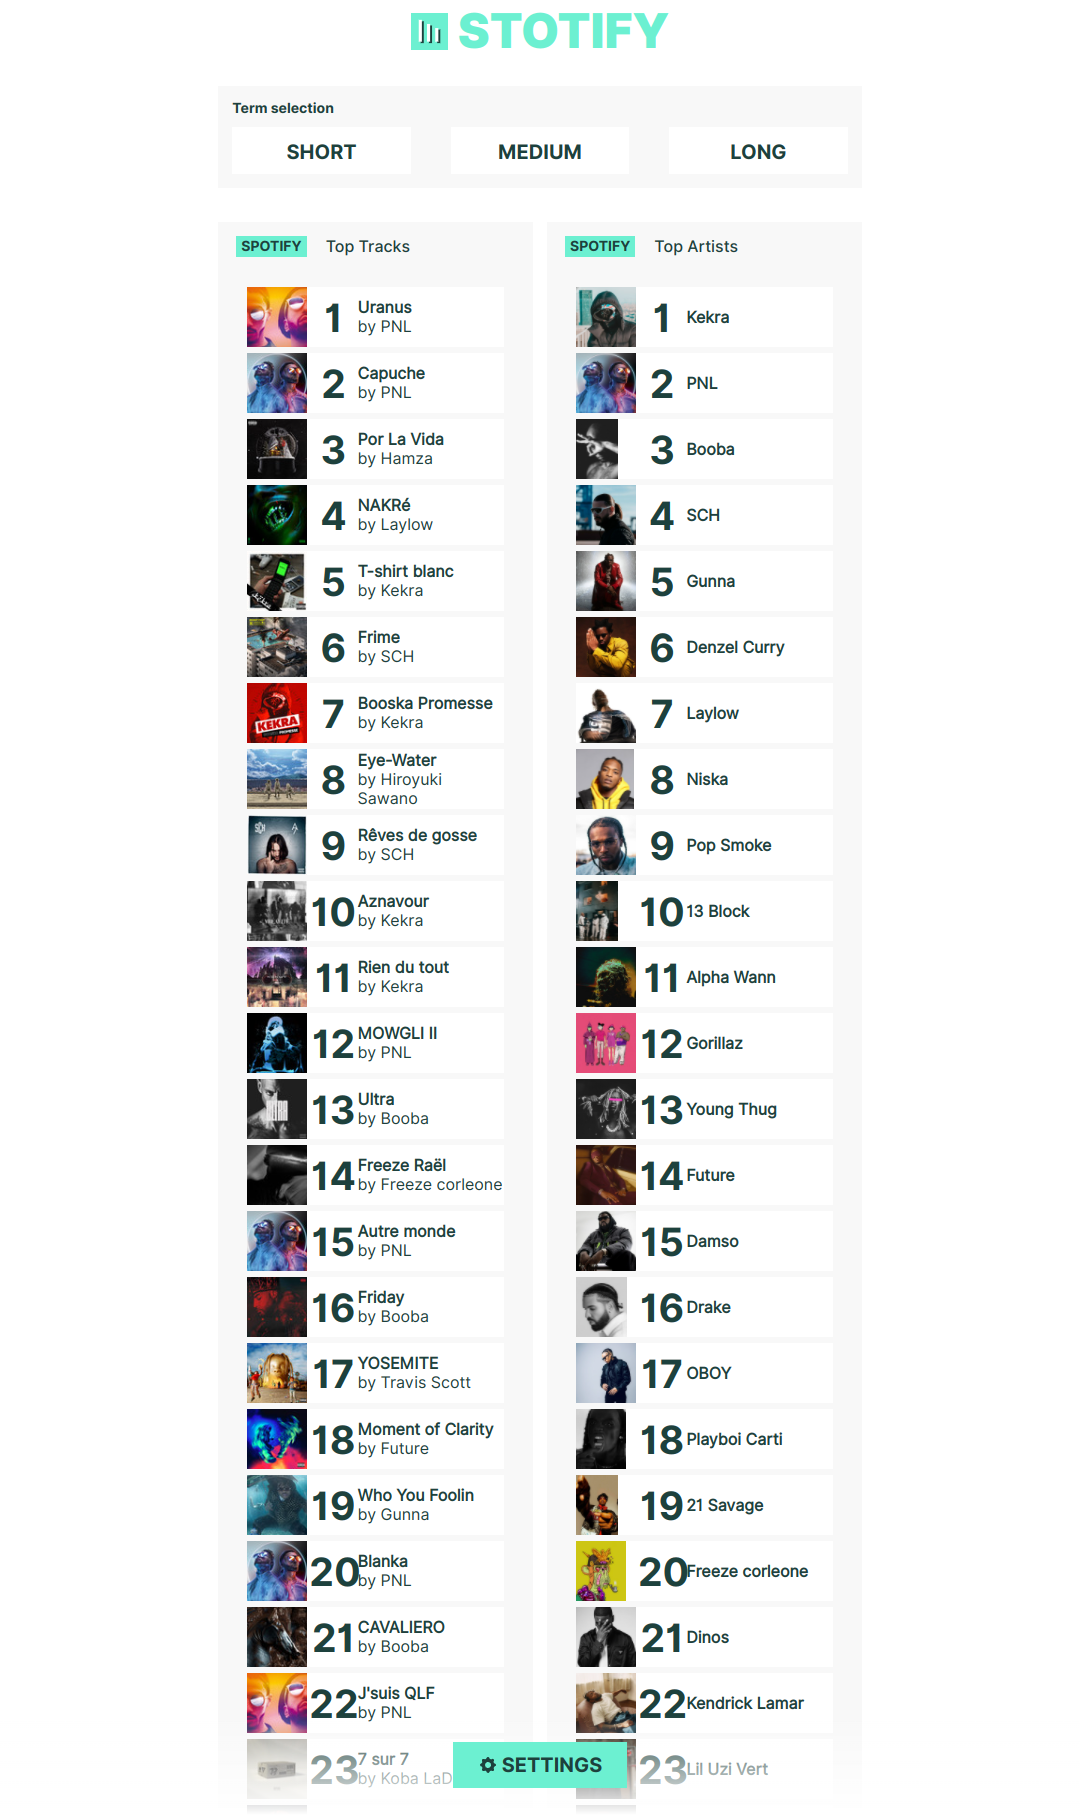 STOTIFY
Term selection
SHORT
MEDIUM
LONG
SPOTIFY Top Tracks
1 Uranus
by PNL
2 Capuche
by PNL
3 Por La Vida
by Hamza
4 NAKRé
by Laylow
5 T-shirt blanc
by Kekra
6 Frime
by SCH
7 Booska Promesse
by Kekra
8 Eye-Water
by Hiroyuki
Sawano
9 Rêves de gosse
by SCH
10 Aznavour
by Kekra
11 Rien du tout
by Kekra
12 MOWGLI II
by PNL
13 Ultra
by Booba
14 Freeze Raël
by Freeze corleone
15 Autre monde
by PNL
16 Friday
by Booba
17 YOSEMITE
by Travis Scott
18 Moment of Clarity
by Future
19 Who You Foolin
by Gunna
20 Blanka
by PNL
21 CAVALIERO
by Booba
22 J'suis QLF
by PNL
23 7 sur 7
by Koba LaD
SPOTIFY Top Artists
1 Kekra
2 PNL
3 Booba
4 SCH
5 Gunna
6 Denzel Curry
7 Laylow
8 Niska
9 Pop Smoke
10 13 Block
11 Alpha Wann
12 Gorillaz
13 Young Thug
14 Future
15 Damso
16 Drake
17 OBOY
18 Playboi Carti
19 21 Savage
20 Freeze corleone
21 Dinos
22 Kendrick Lamar
23 Lil Uzi Vert
SETTINGS
KEKRA